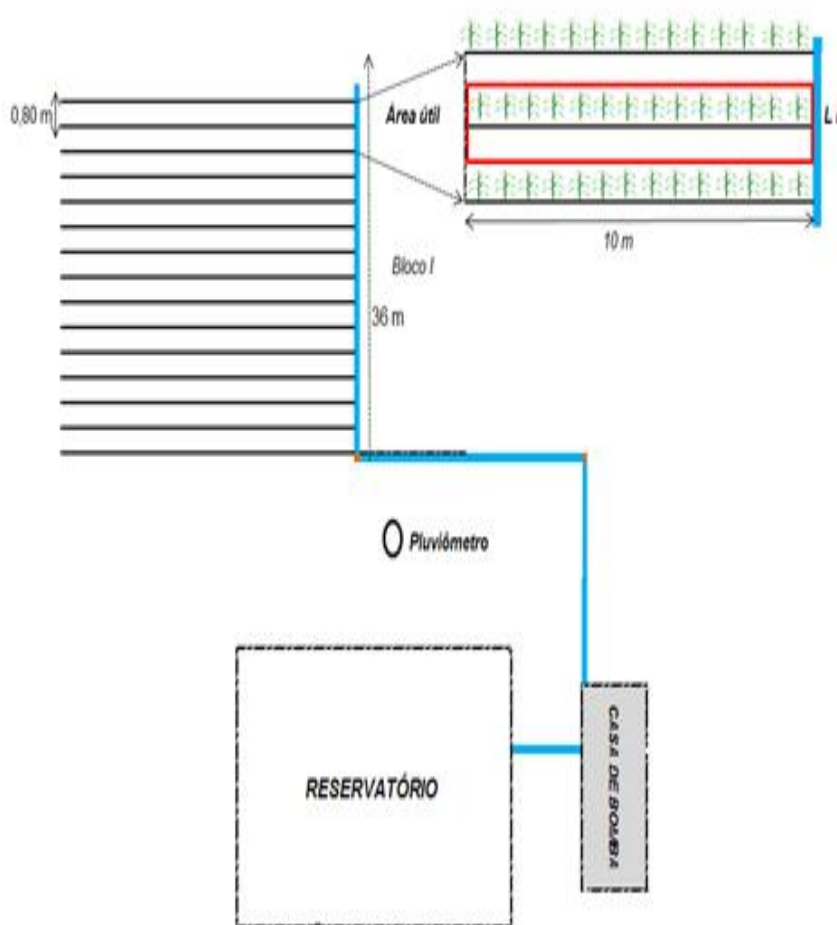 0,80 m
Área útil
L
10 m
Bloco I
36 m
Pluviômetro
RESERVATÓRIO
CASA DE BOMBA